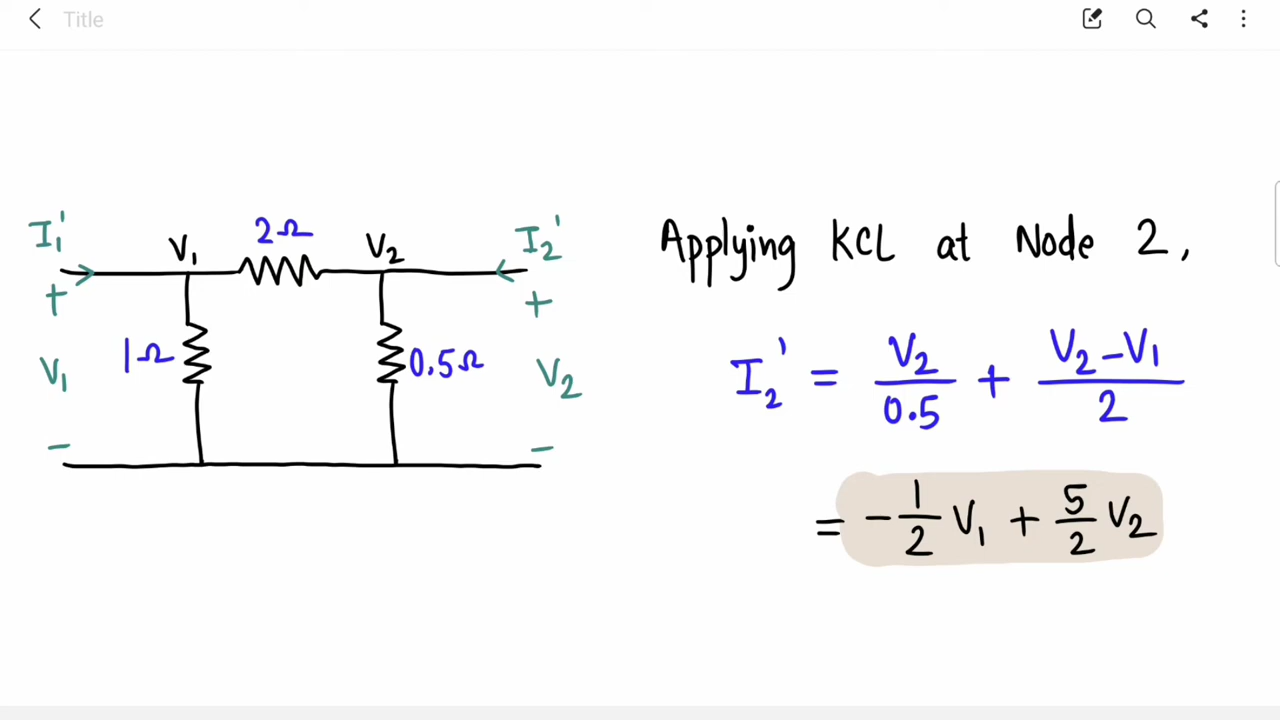 Title
I₁'
V₁
2Ω
V₂
I₂'
+
+
1Ω
0.5Ω
V₁
V₂
-
-
Applying KCL at Node 2,
I₂' = V₂/0.5 + (V₂-V₁)/2
= -1/2 V₁ + 5/2 V₂